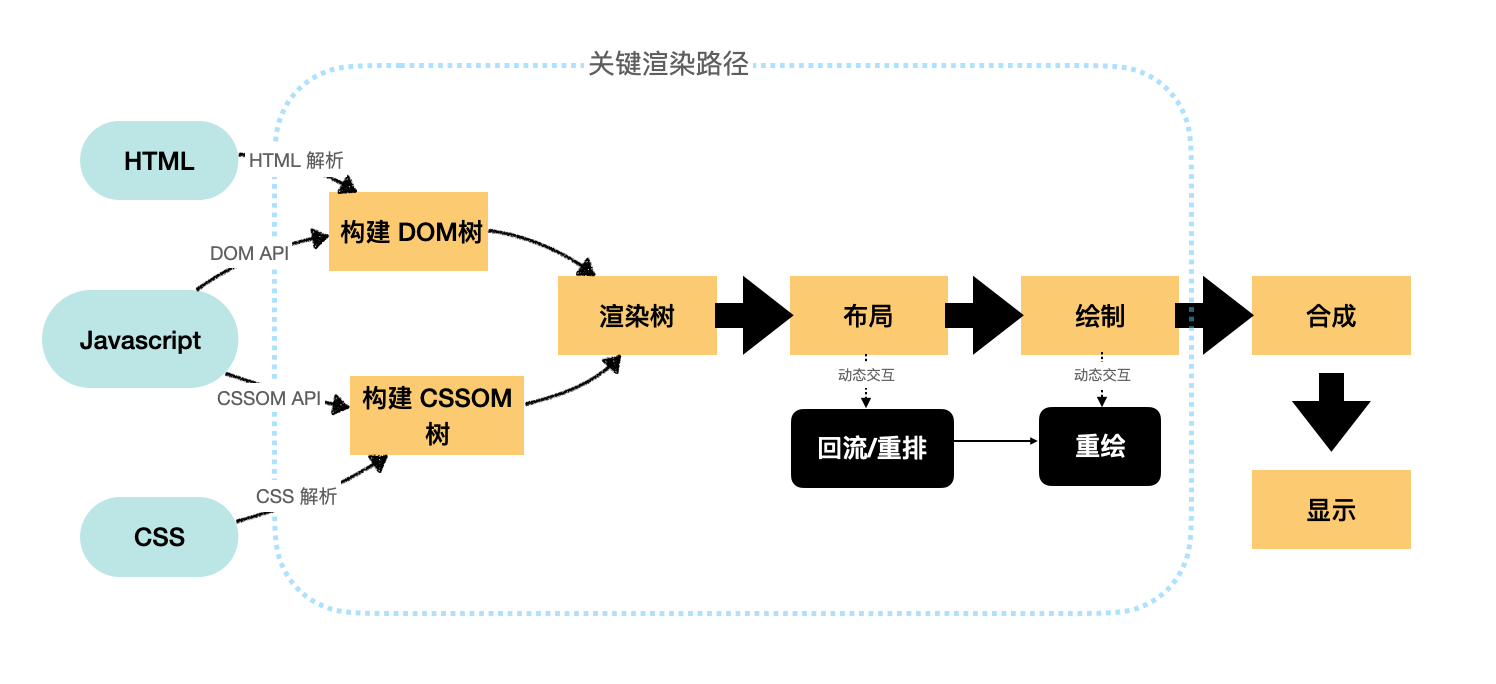 关键渲染路径
HTML
HTML 解析
构建 DOM树
DOM API
Javascript
CSSOM API
构建 CSSOM
树
CSS 解析
CSS
渲染树
布局
绘制
合成
动态交互
动态交互
回流/重排
重绘
显示